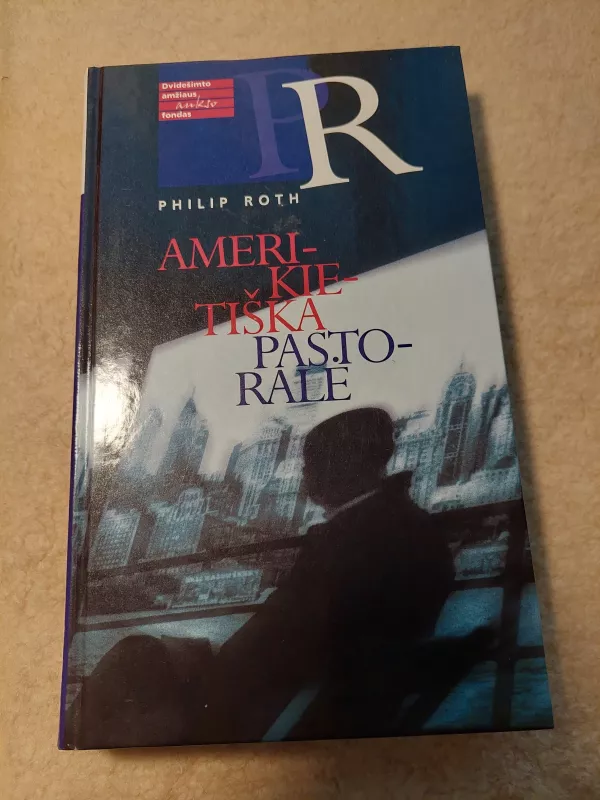 Dvidešimto
amžiaus
aukso
fondas
PR
PHILIP ROTH
AMERI-
KIE-
TIŠKA
PASTO-
RALĖ